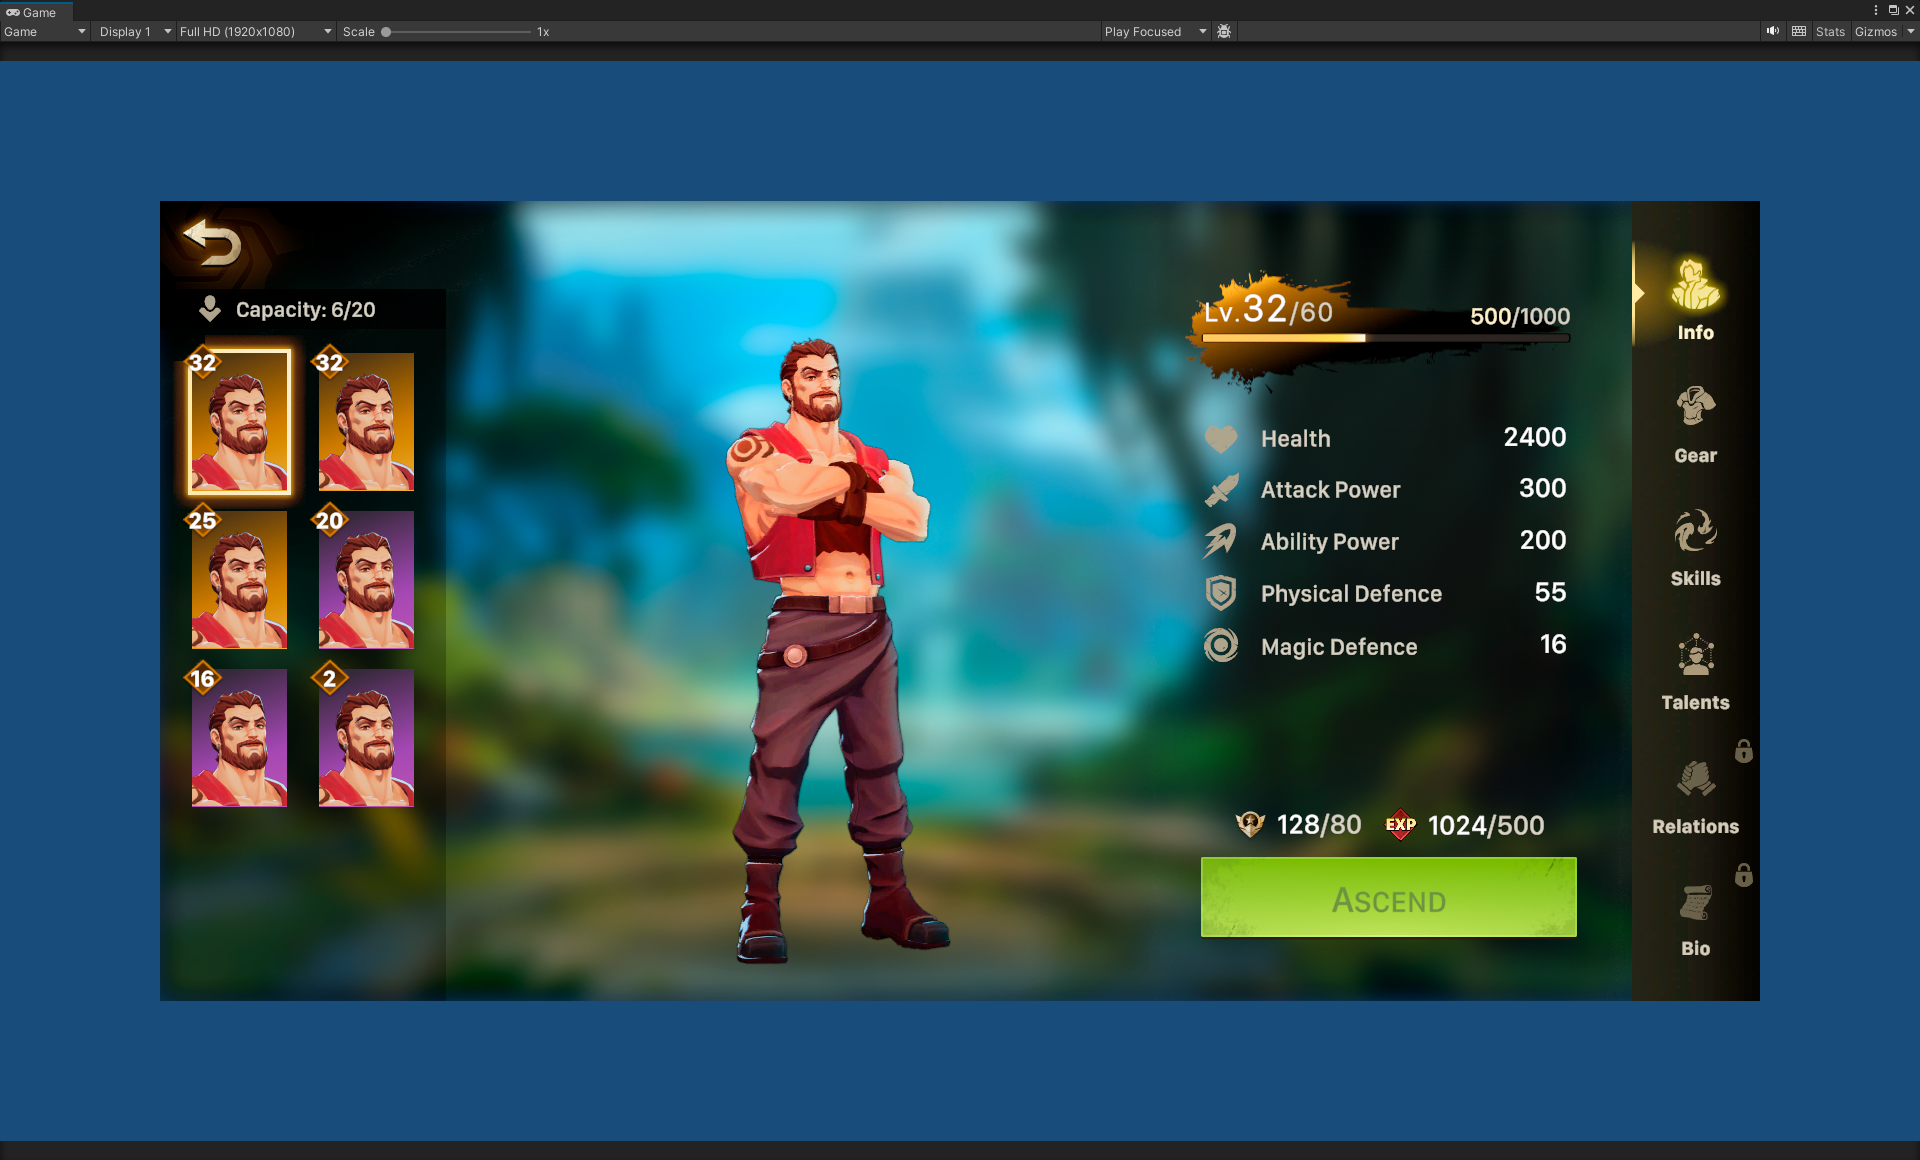 Game
Game Display 1 Full HD (1920x1080) Scale 1x Play Focused Stats Gizmos
Capacity: 6/20
32 32
25 20
16 2
Lv.32/60 500/1000
Health 2400
Attack Power 300
Ability Power 200
Physical Defence 55
Magic Defence 16
128/80 EXP 1024/500
ASCEND
Info
Gear
Skills
Talents
Relations
Bio